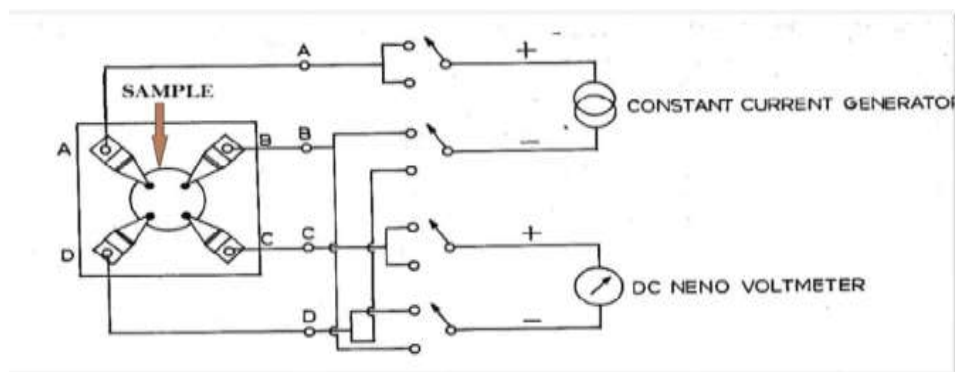 A
+
SAMPLE
CONSTANT CURRENT GENERATOR
A
B
B
−
D
C
C
+
DC NENO VOLTMETER
D
−